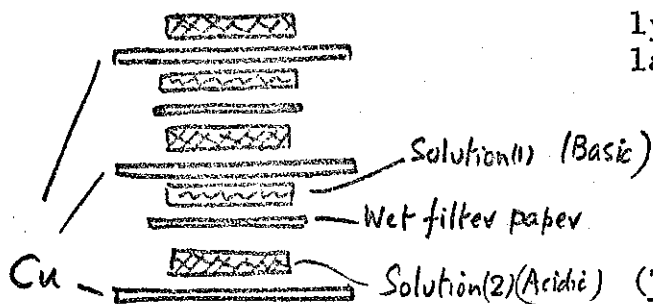 Solution(1) (Basic)
Wet filter paper
Cu
Solution(2)(Acidic)